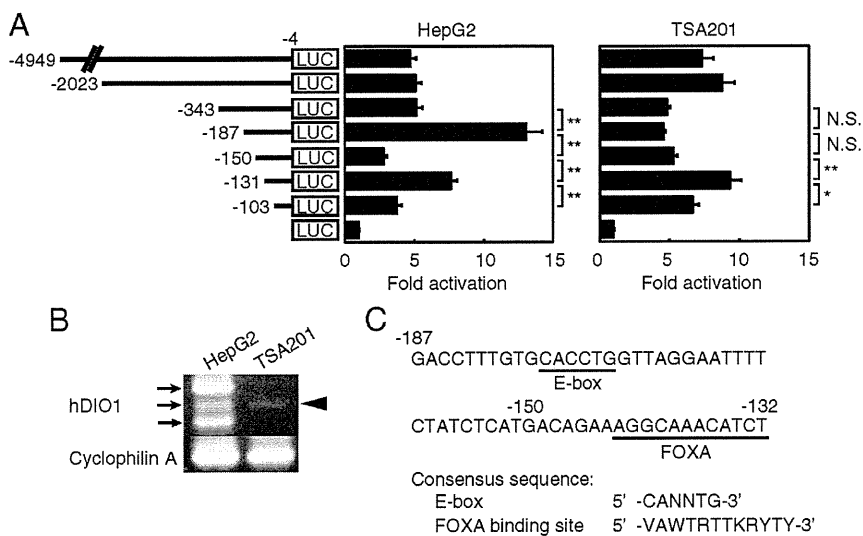 A
HepG2
TSA201
-4
-4949
LUC
-2023
LUC
-343
LUC
-187
LUC
-150
LUC
-131
LUC
-103
LUC
LUC
**
**
**
**
N.S.
N.S.
**
*
0 5 10 15
0 5 10 15
Fold activation
Fold activation
B
HepG2
TSA201
hDIO1
Cyclophilin A
C
-187
GACCTTTGTGCACCTGGTTAGGAATTTT
E-box
-150 -132
CTATCTCATGACAGAAAGGCAAACATCT
FOXA
Consensus sequence:
E-box 5' -CANNTG-3'
FOXA binding site 5' -VAWTRTTKRYTY-3'